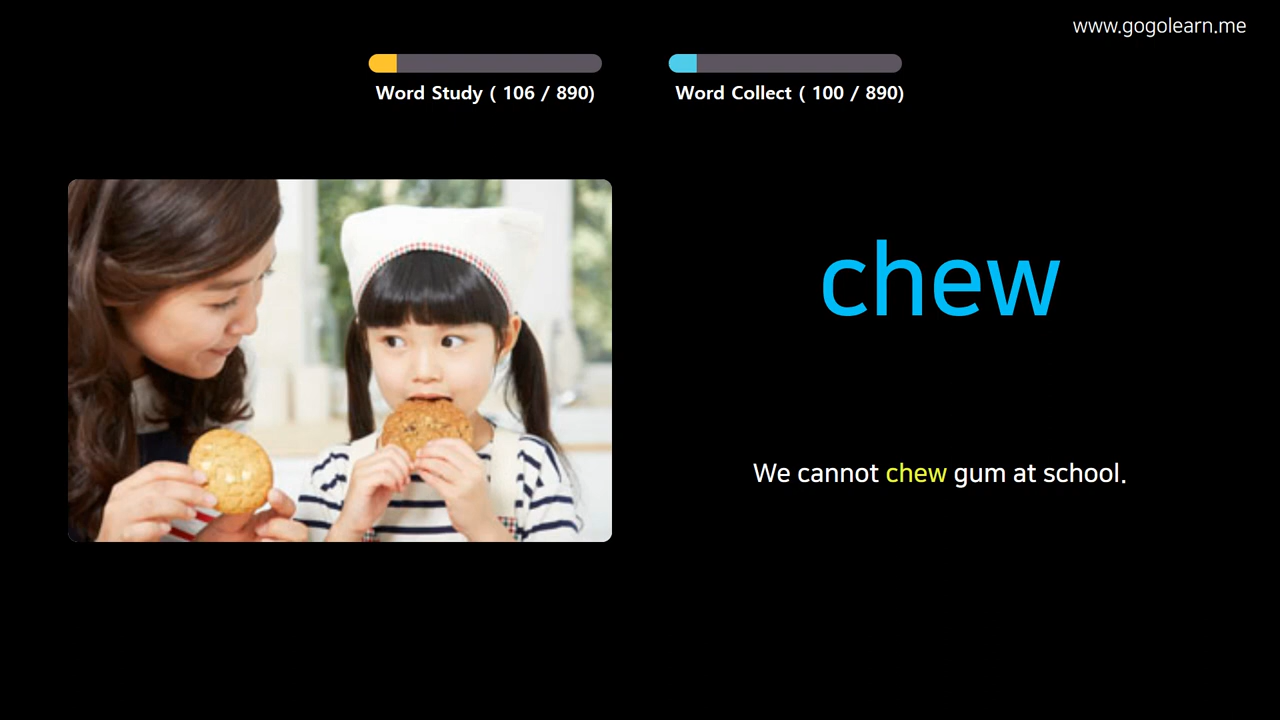 www.gogolearn.me
Word Study ( 106 / 890)
Word Collect ( 100 / 890)
chew
We cannot chew gum at school.